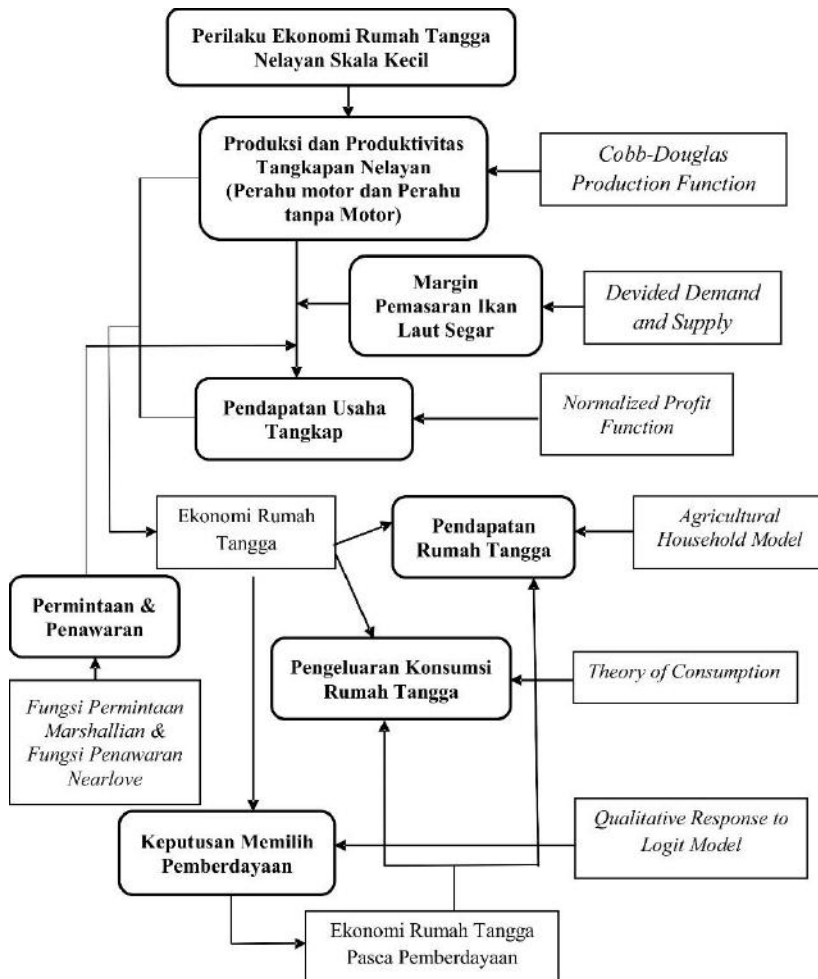 Perilaku Ekonomi Rumah Tangga
Nelayan Skala Kecil
Produksi dan Produktivitas
Tangkapan Nelayan
(Perahu motor dan Perahu
tanpa Motor)
Cobb-Douglas
Production Function
Margin
Pemasaran Ikan
Laut Segar
Devided Demand
and Supply
Pendapatan Usaha
Tangkap
Normalized Profit
Function
Ekonomi Rumah
Tangga
Pendapatan
Rumah Tangga
Agricultural
Household Model
Permintaan &
Penawaran
Pengeluaran Konsumsi
Rumah Tangga
Theory of Consumption
Fungsi Permintaan
Marshallian &
Fungsi Penawaran
Nearlove
Keputusan Memilih
Pemberdayaan
Qualitative Response to
Logit Model
Ekonomi Rumah Tangga
Pasca Pemberdayaan